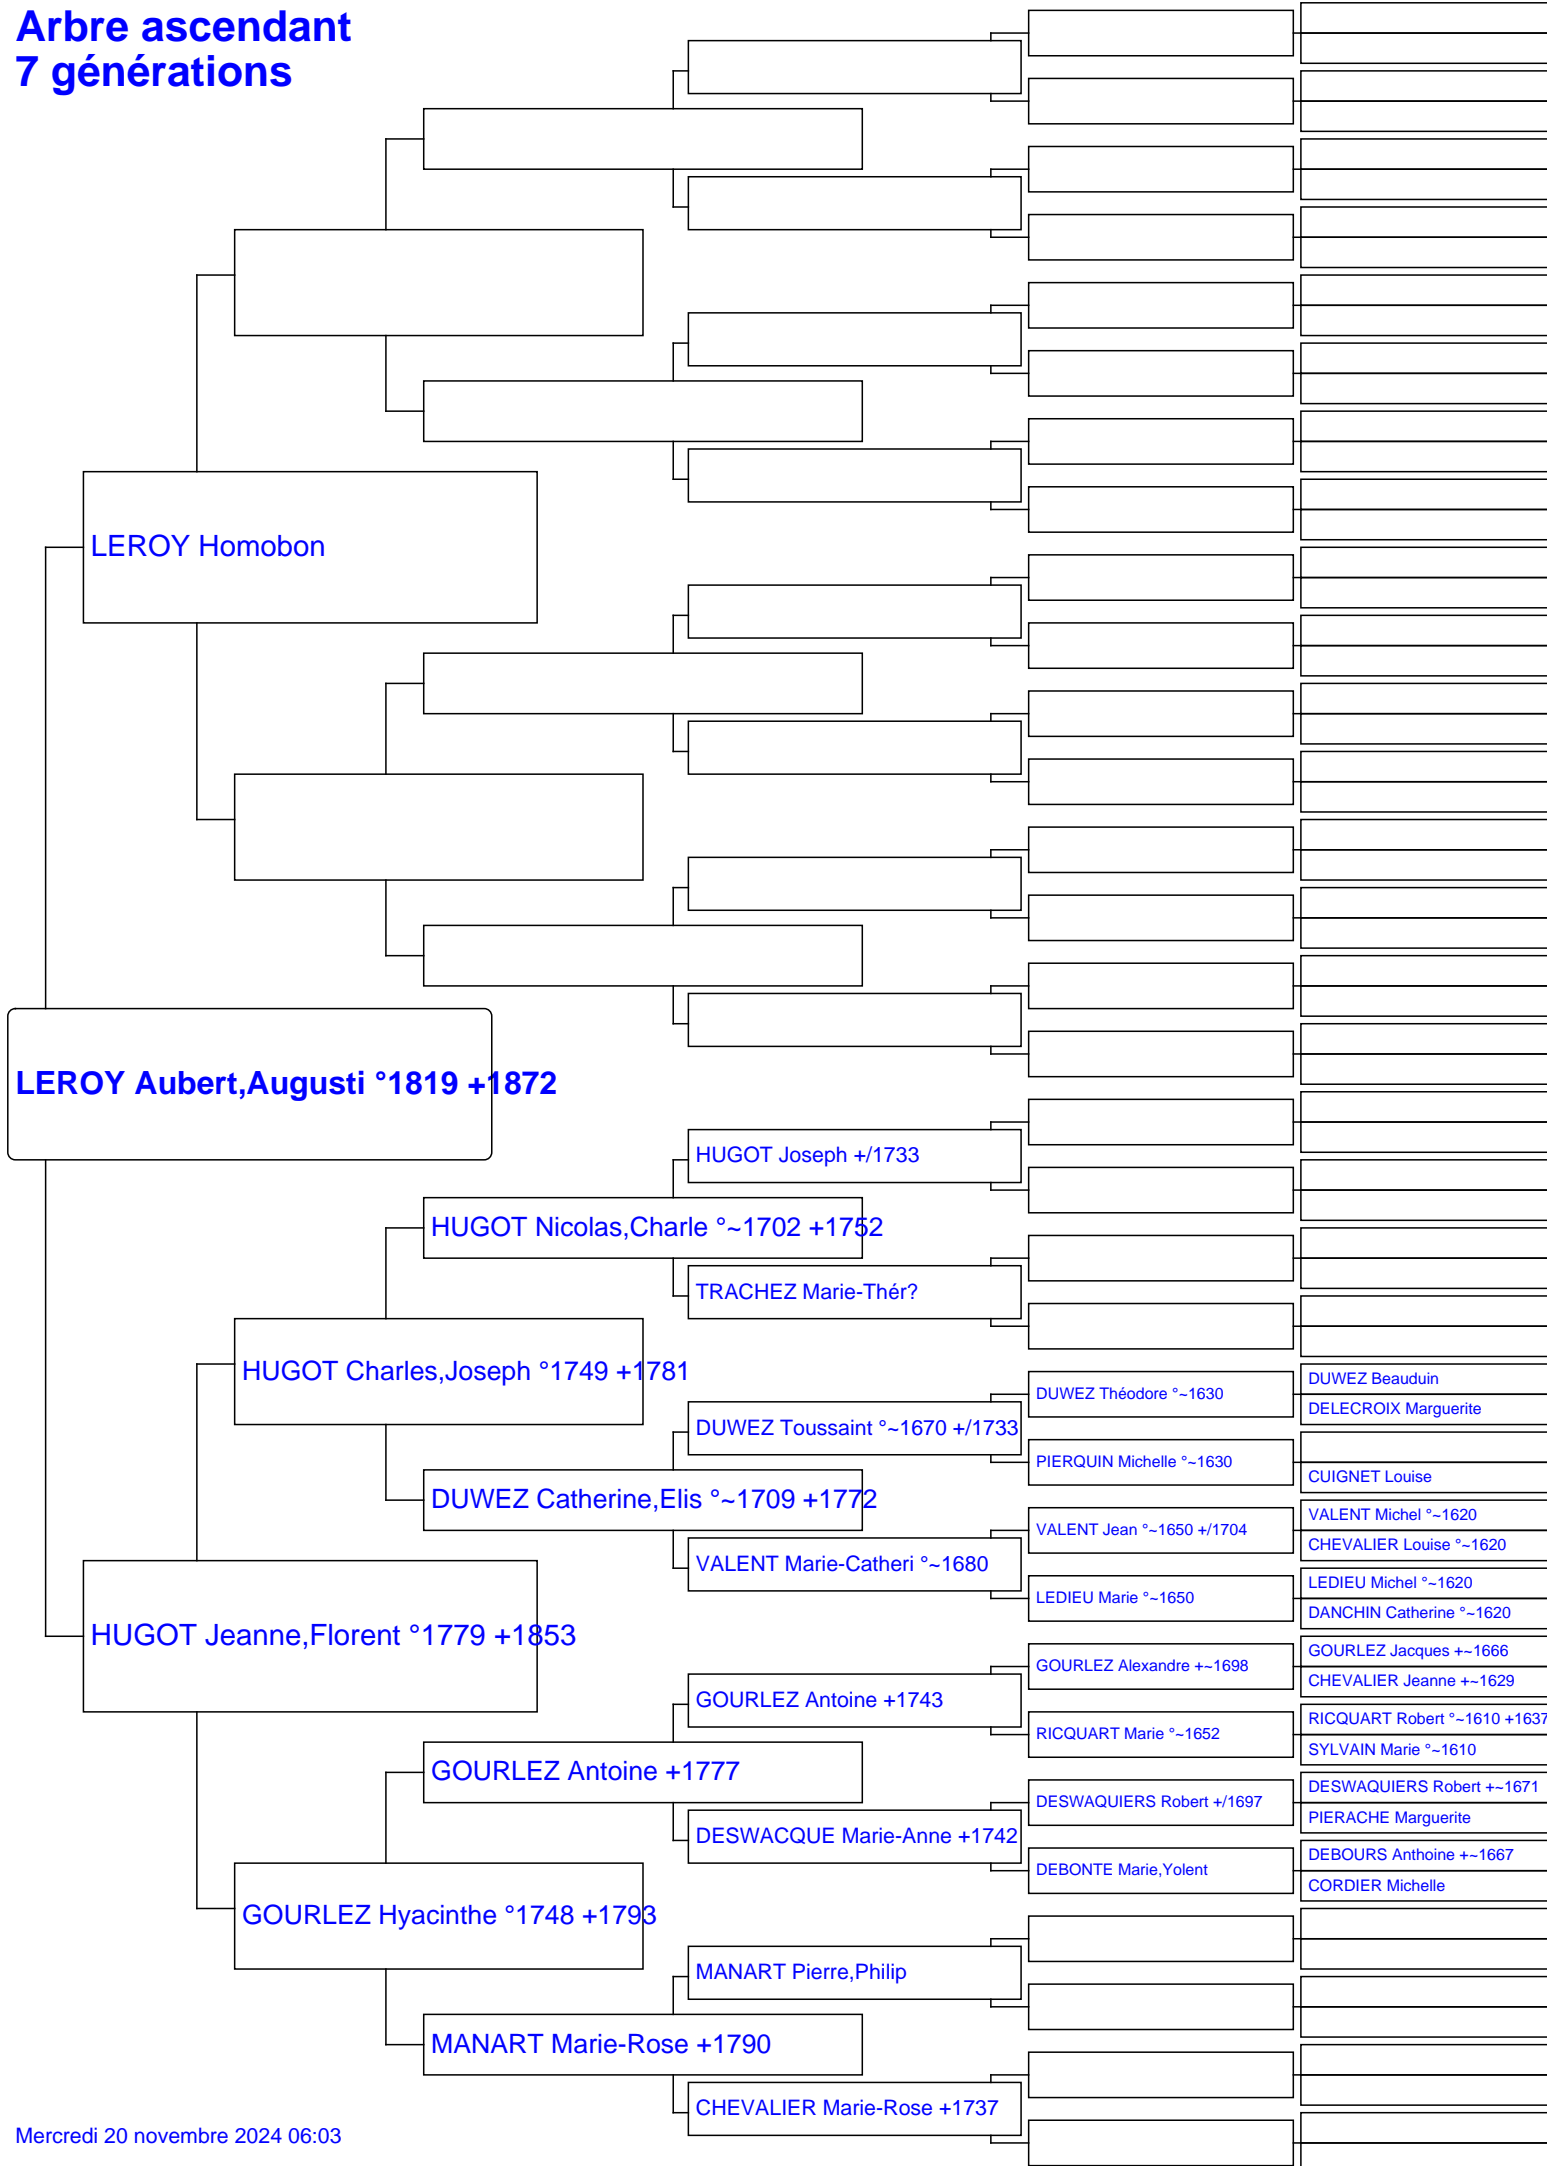 Arbre ascendant
7 générations
LEROY Homobon
LEROY Aubert,Augusti °1819 +1872
HUGOT Joseph +/1733
HUGOT Nicolas,Charle °~1702 +1752
TRACHEZ Marie-Thér?
HUGOT Charles,Joseph °1749 +1781
DUWEZ Beauduin
DUWEZ Théodore °~1630
DELECROIX Marguerite
DUWEZ Toussaint °~1670 +/1733
PIERQUIN Michelle °~1630
CUIGNET Louise
DUWEZ Catherine,Elis °~1709 +1772
VALENT Michel °~1620
VALENT Jean °~1650 +/1704
CHEVALIER Louise °~1620
VALENT Marie-Catheri °~1680
LEDIEU Michel °~1620
LEDIEU Marie °~1650
DANCHIN Catherine °~1620
HUGOT Jeanne,Florent °1779 +1853
GOURLEZ Jacques +~1666
GOURLEZ Alexandre +~1698
CHEVALIER Jeanne +~1629
GOURLEZ Antoine +1743
RICQUART Robert °~1610 +1637
RICQUART Marie °~1652
SYLVAIN Marie °~1610
GOURLEZ Antoine +1777
DESWAQUIERS Robert +~1671
DESWAQUIERS Robert +/1697
PIERACHE Marguerite
DESWACQUE Marie-Anne +1742
DEBOURS Anthoine +~1667
DEBONTE Marie,Yolent
CORDIER Michelle
GOURLEZ Hyacinthe °1748 +1793
MANART Pierre,Philip
MANART Marie-Rose +1790
CHEVALIER Marie-Rose +1737
Mercredi 20 novembre 2024 06:03